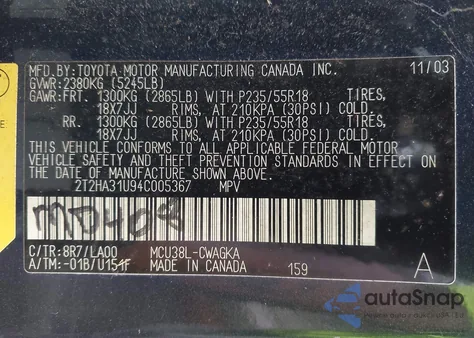 MFD.BY:TOYOTA MOTOR MANUFACTURING CANADA INC. 11/03
GVWR:2380KG (5245LB)
GAWR:FRT. 1300KG (2865LB) WITH P235/55R18 TIRES,
18X7JJ RIMS, AT 210KPA (30PSI) COLD.
RR. 1300KG (2865LB) WITH P235/55R18 TIRES,
18X7JJ RIMS, AT 210KPA (30PSI) COLD.
THIS VEHICLE CONFORMS TO ALL APPLICABLE FEDERAL MOTOR
VEHICLE SAFETY AND THEFT PREVENTION STANDARDS IN EFFECT
ON THE DATE OF MANUFACTURE SHOWN ABOVE.
2T2HA31U94C005367 MPV
MD408
C/TR:8R7/LA00 MCU38L-CWAGKA
A/TM:-01B/U151F MADE IN CANADA 159 A
E
autoSnap